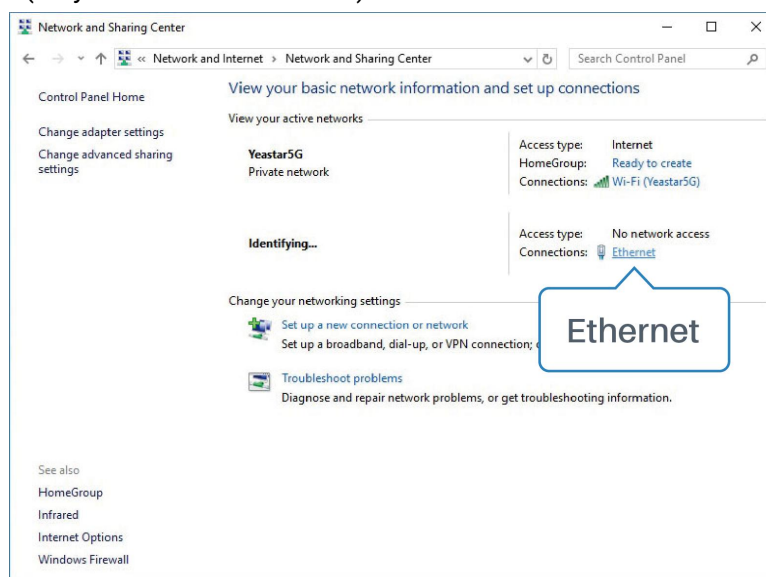 Network and Sharing Center
« Network and Internet › Network and Sharing Center
Search Control Panel
Control Panel Home
Change adapter settings
Change advanced sharing
settings
View your basic network information and set up connections
View your active networks
Yeastar5G
Private network
Access type: Internet
HomeGroup: Ready to create
Connections: Wi-Fi (Yeastar5G)
Identifying...
Access type: No network access
Connections: Ethernet
Ethernet
Change your networking settings
Set up a new connection or network
Set up a broadband, dial-up, or VPN connection;
Troubleshoot problems
Diagnose and repair network problems, or get troubleshooting information.
See also
HomeGroup
Infrared
Internet Options
Windows Firewall